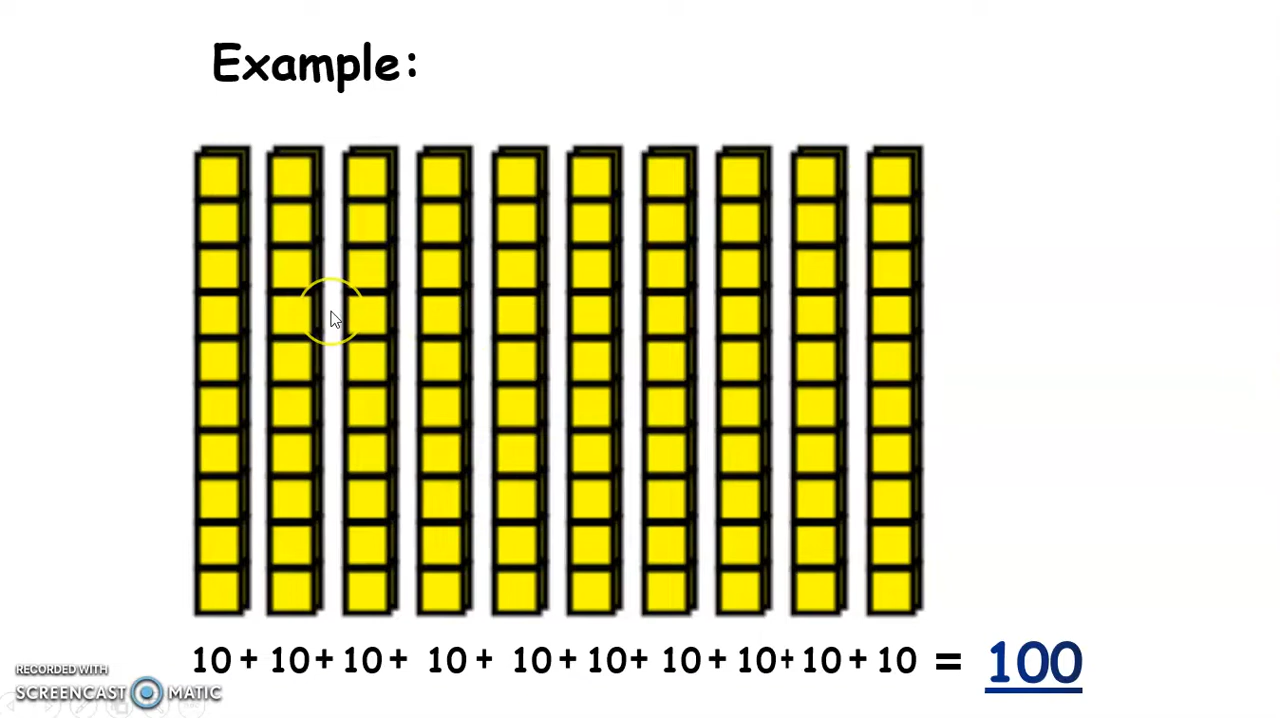 Example:
10 + 10 + 10 + 10 + 10 + 10 + 10 + 10 + 10 + 10 = 100
RECORDED WITH
SCREENCAST MATIC